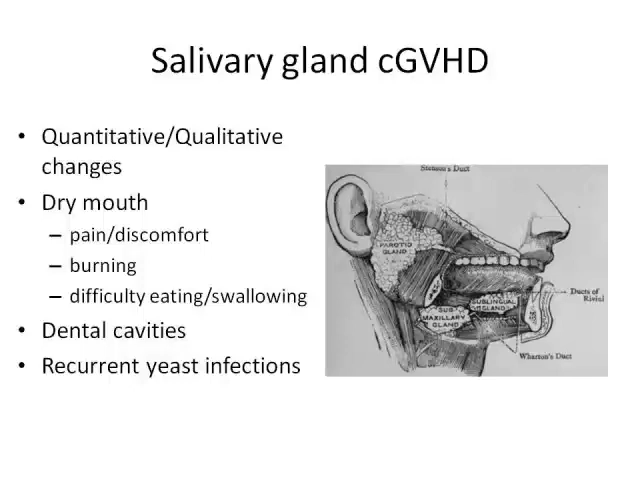 Salivary gland cGVHD
• Quantitative/Qualitative
changes
• Dry mouth
– pain/discomfort
– burning
– difficulty eating/swallowing
• Dental cavities
• Recurrent yeast infections
Stenson's Duct
PAROTID
GLAND
SUB
MAXILLARY
GLAND
SUBLINGUAL
GLAND
Ducts of
Rivini
Wharton's Duct